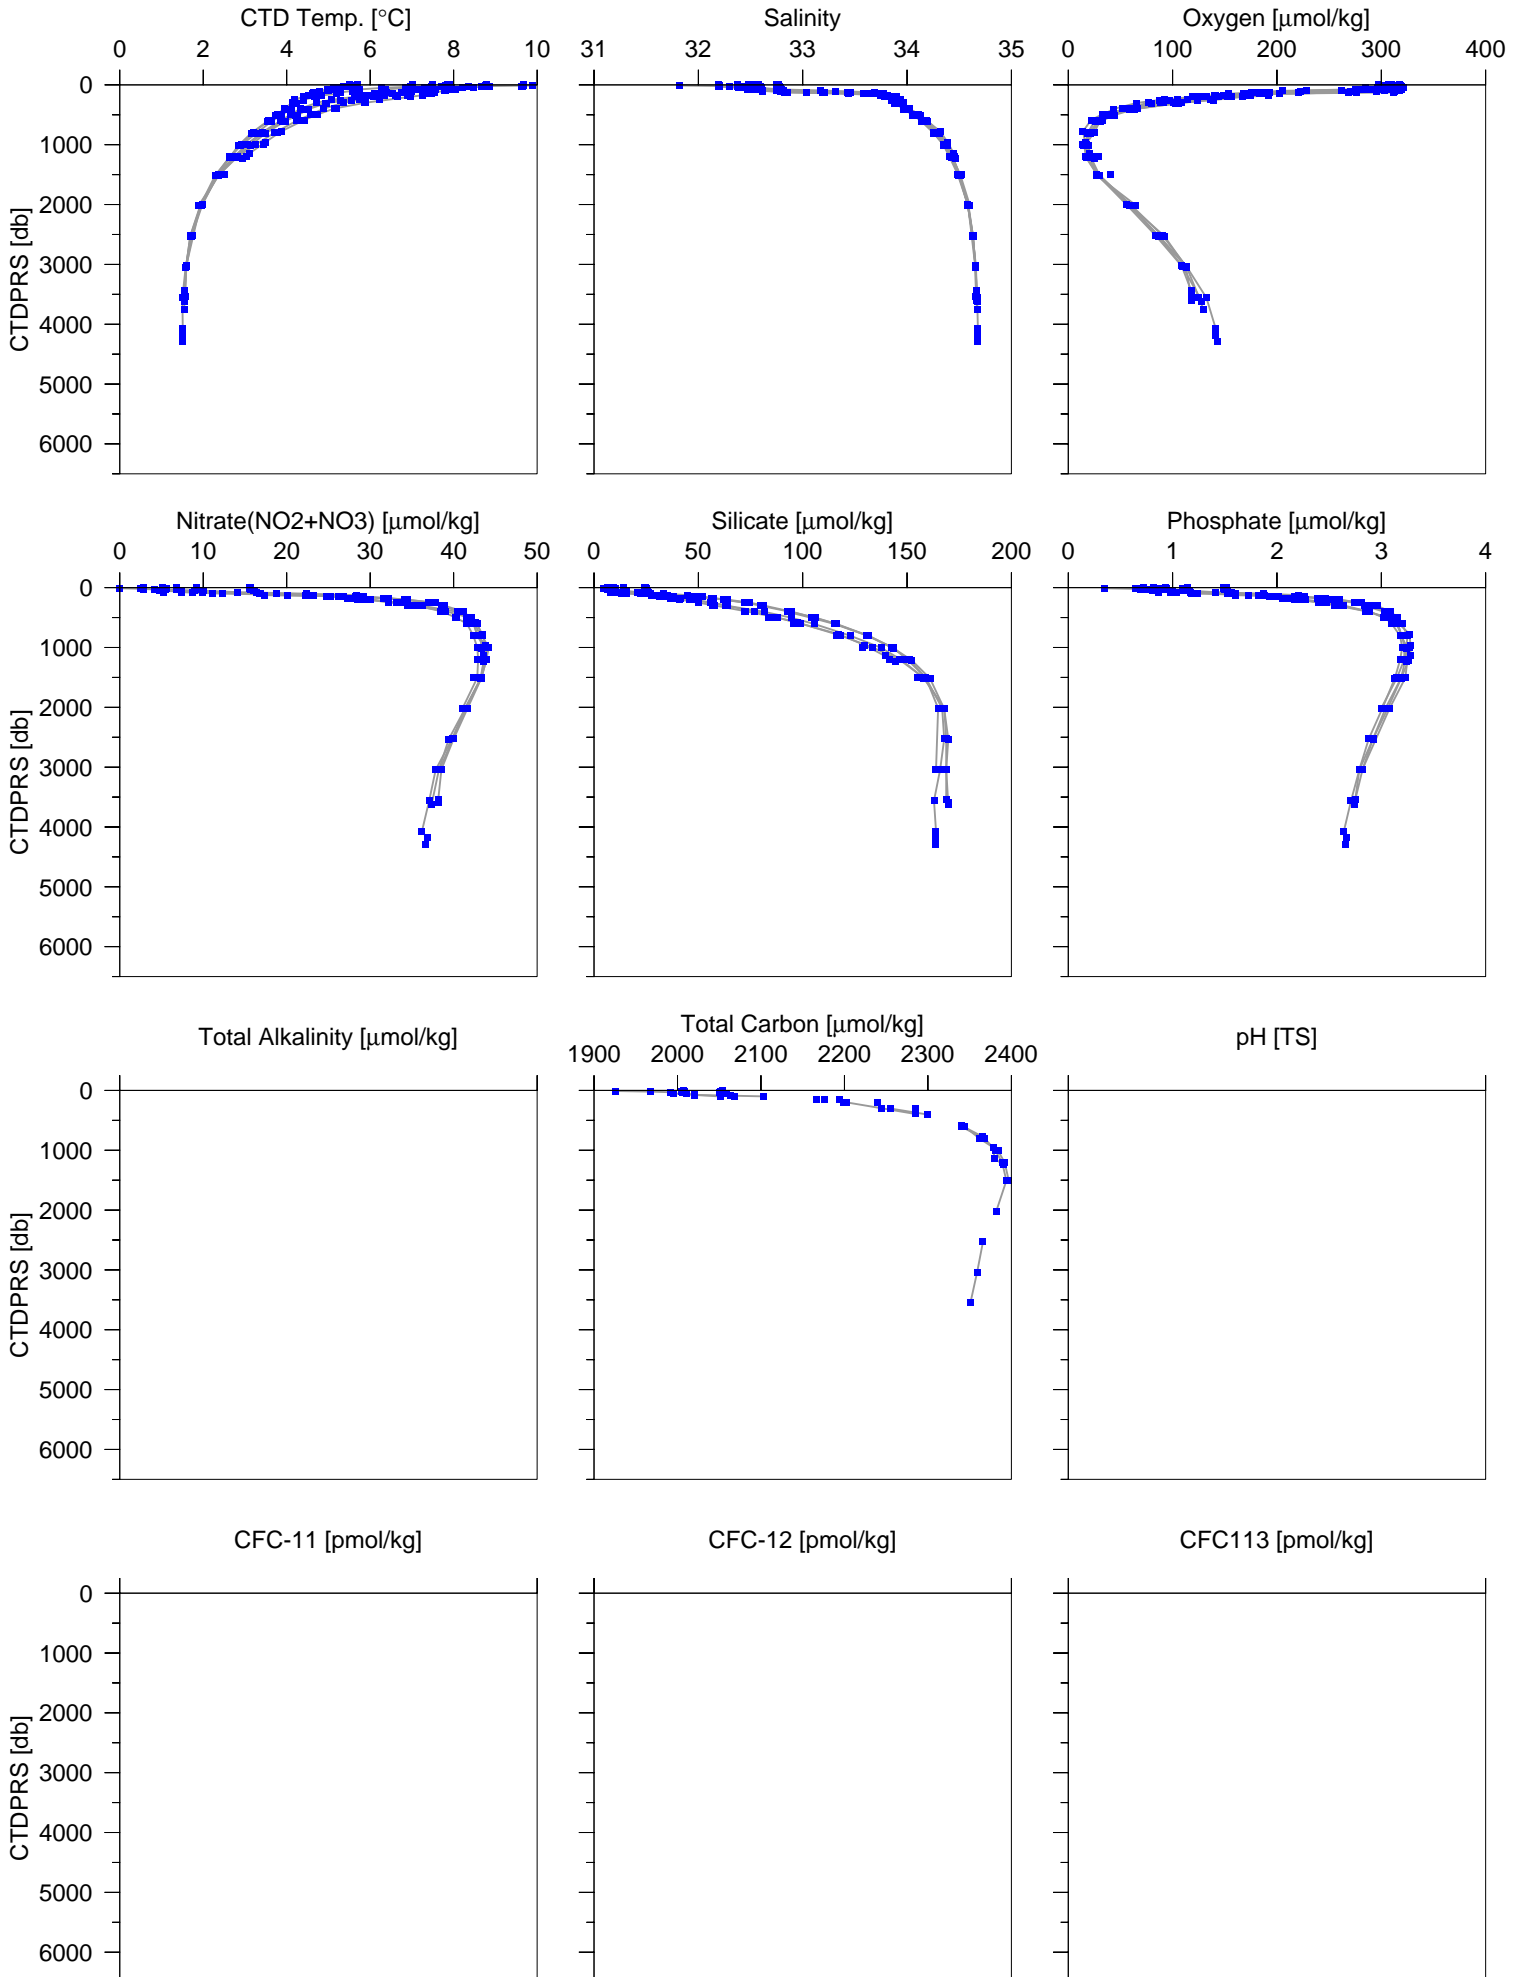 CTD Temp. [°C] Salinity Oxygen [μmol/kg]
0 2 4 6 8 10 31 32 33 34 35 0 100 200 300 400
0
1000
2000
3000
4000
5000
6000
CTDPRS [db]
Nitrate(NO2+NO3) [μmol/kg] Silicate [μmol/kg] Phosphate [μmol/kg]
0 10 20 30 40 50 0 50 100 150 200 0 1 2 3 4
0
1000
2000
3000
4000
5000
6000
CTDPRS [db]
Total Alkalinity [μmol/kg] Total Carbon [μmol/kg] pH [TS]
1900 2000 2100 2200 2300 2400
0
1000
2000
3000
4000
5000
6000
CTDPRS [db]
CFC-11 [pmol/kg] CFC-12 [pmol/kg] CFC113 [pmol/kg]
0
1000
2000
3000
4000
5000
6000
CTDPRS [db]